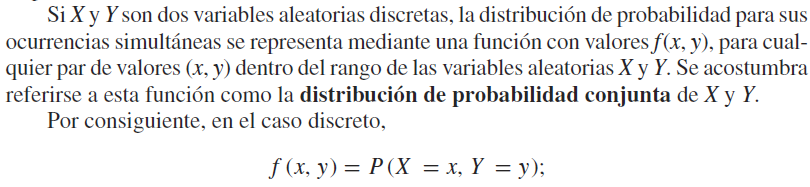 Si X y Y son dos variables aleatorias discretas, la distribución de probabilidad para sus
ocurrencias simultáneas se representa mediante una función con valores f(x, y), para cual-
quier par de valores (x, y) dentro del rango de las variables aleatorias X y Y. Se acostumbra
referirse a esta función como la distribución de probabilidad conjunta de X y Y.
Por consiguiente, en el caso discreto,
f (x, y) = P(X = x, Y = y);